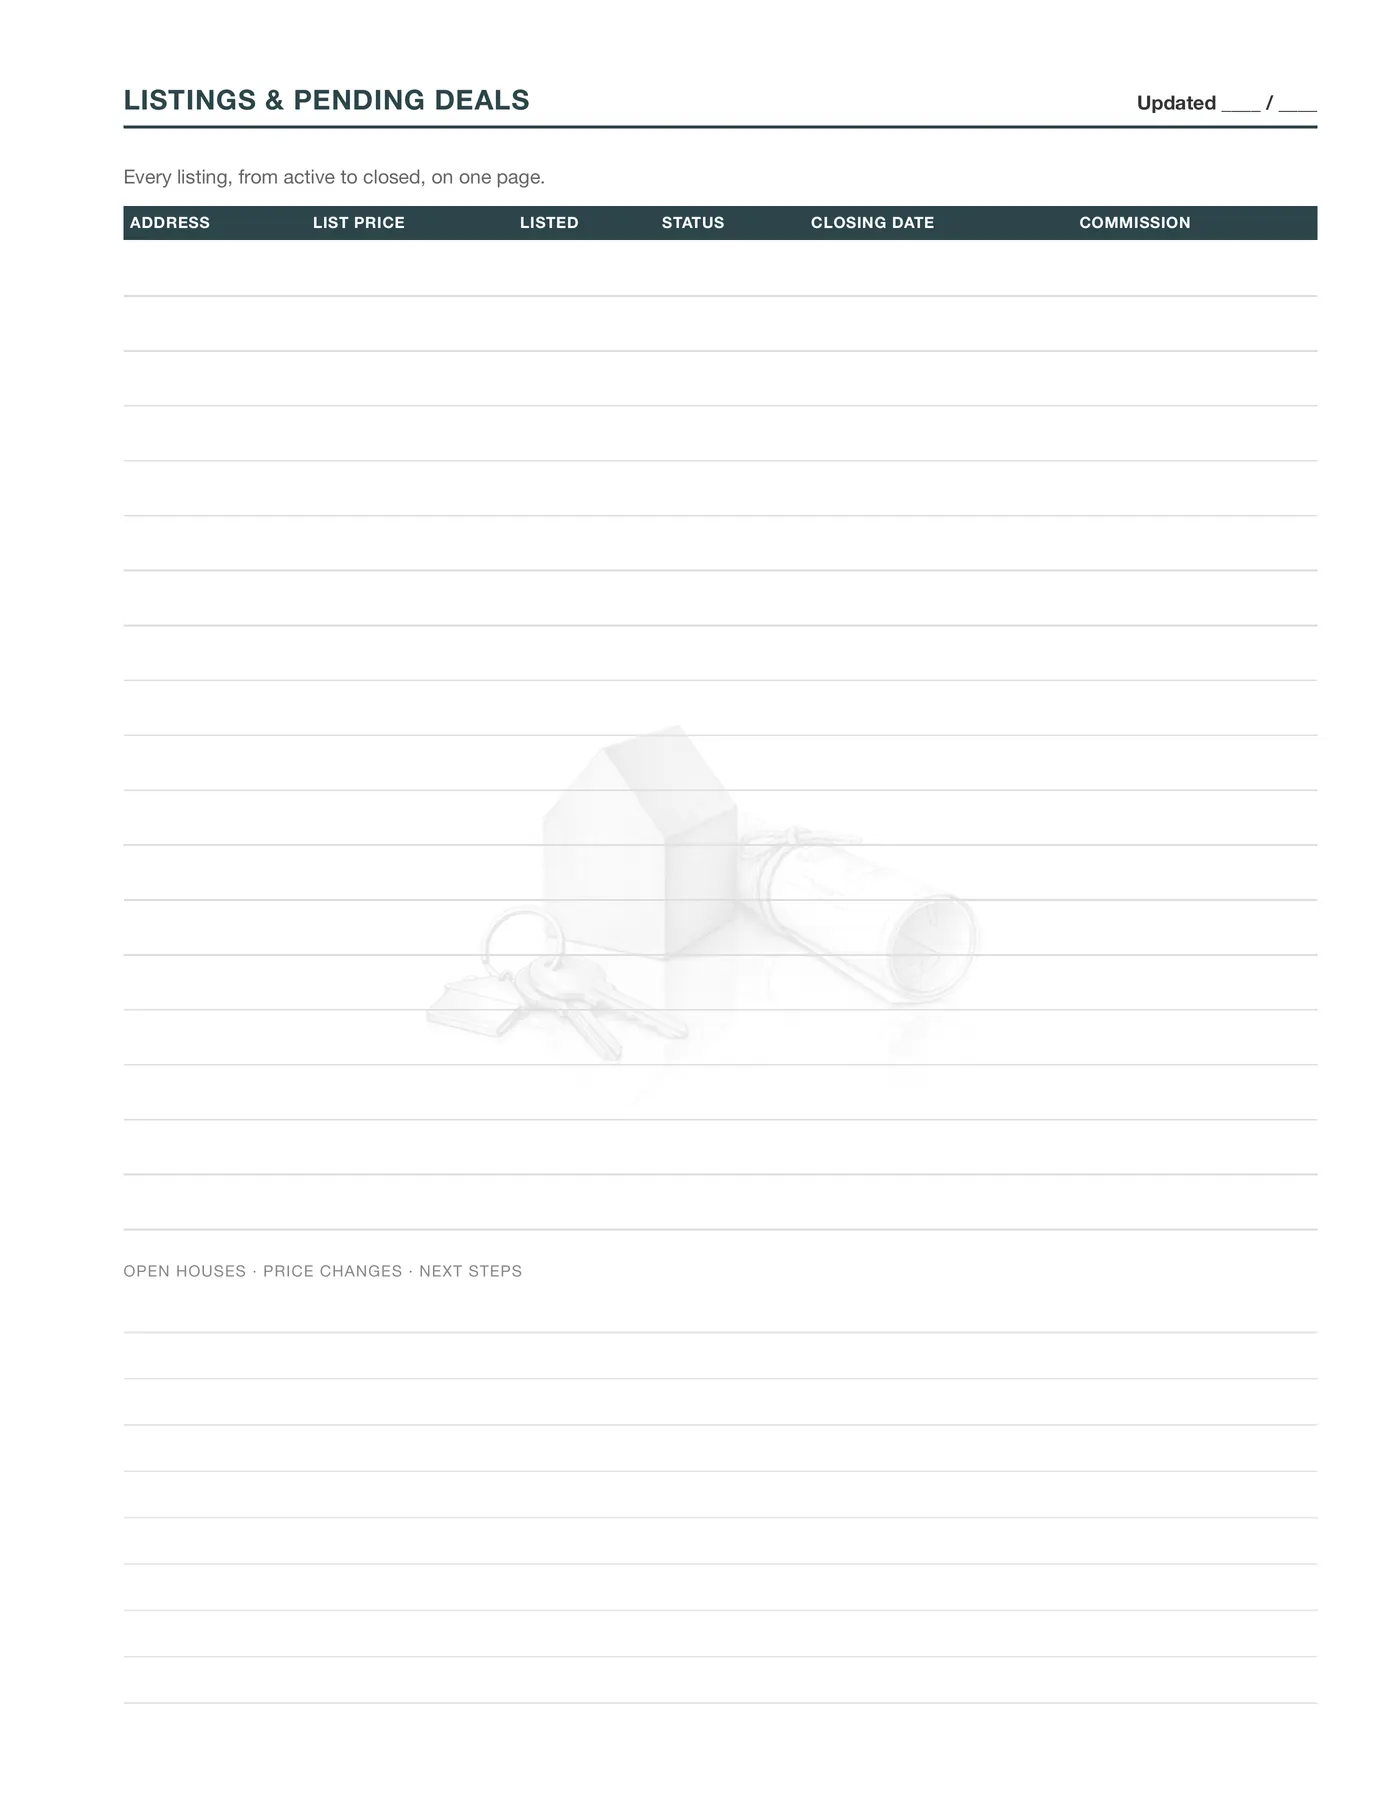 LISTINGS & PENDING DEALS
Updated ____ / ____
Every listing, from active to closed, on one page.
ADDRESS LIST PRICE LISTED STATUS CLOSING DATE COMMISSION
OPEN HOUSES · PRICE CHANGES · NEXT STEPS